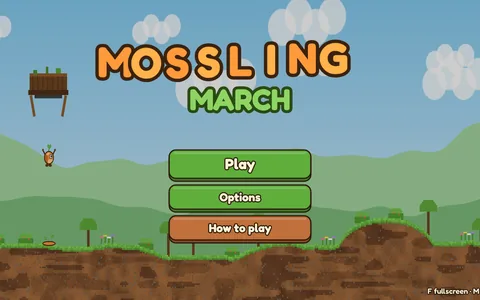 MOSSLING
MARCH
Play
Options
How to play
F fullscreen · M